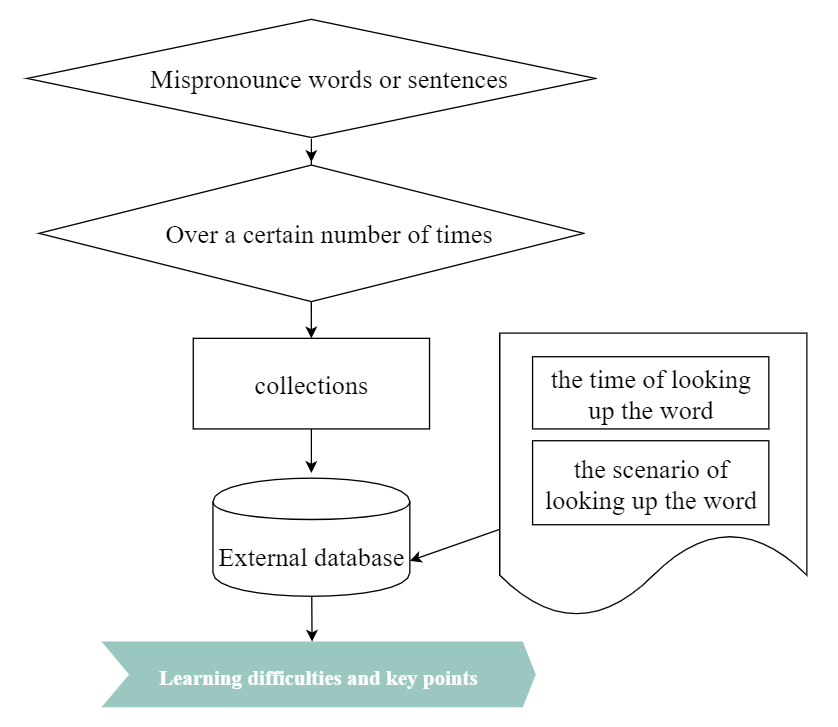 Mispronounce words or sentences
Over a certain number of times
collections
the time of looking
up the word
the scenario of
looking up the word
External database
Learning difficulties and key points